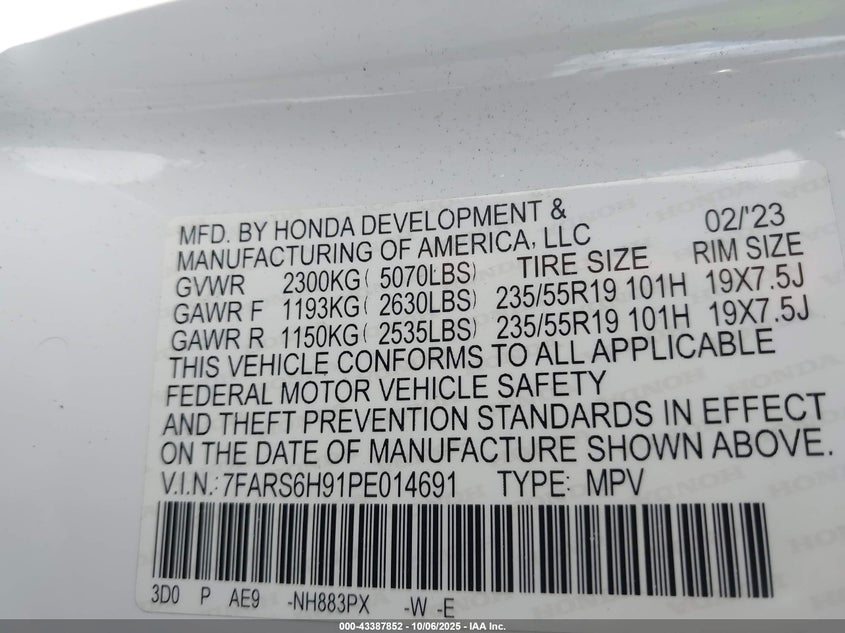 MFD. BY HONDA DEVELOPMENT &
MANUFACTURING OF AMERICA, LLC 02/'23
GVWR 2300KG( 5070LBS) TIRE SIZE RIM SIZE
GAWR F 1193KG( 2630LBS) 235/55R19 101H 19X7.5J
GAWR R 1150KG( 2535LBS) 235/55R19 101H 19X7.5J
THIS VEHICLE CONFORMS TO ALL APPLICABLE
FEDERAL MOTOR VEHICLE SAFETY
AND THEFT PREVENTION STANDARDS IN EFFECT
ON THE DATE OF MANUFACTURE SHOWN ABOVE.
V.I.N.: 7FARS6H91PE014691 TYPE: MPV
3D0 P AE9 -NH883PX -W -E
000-43387852 - 10/06/2025 - IAA Inc.